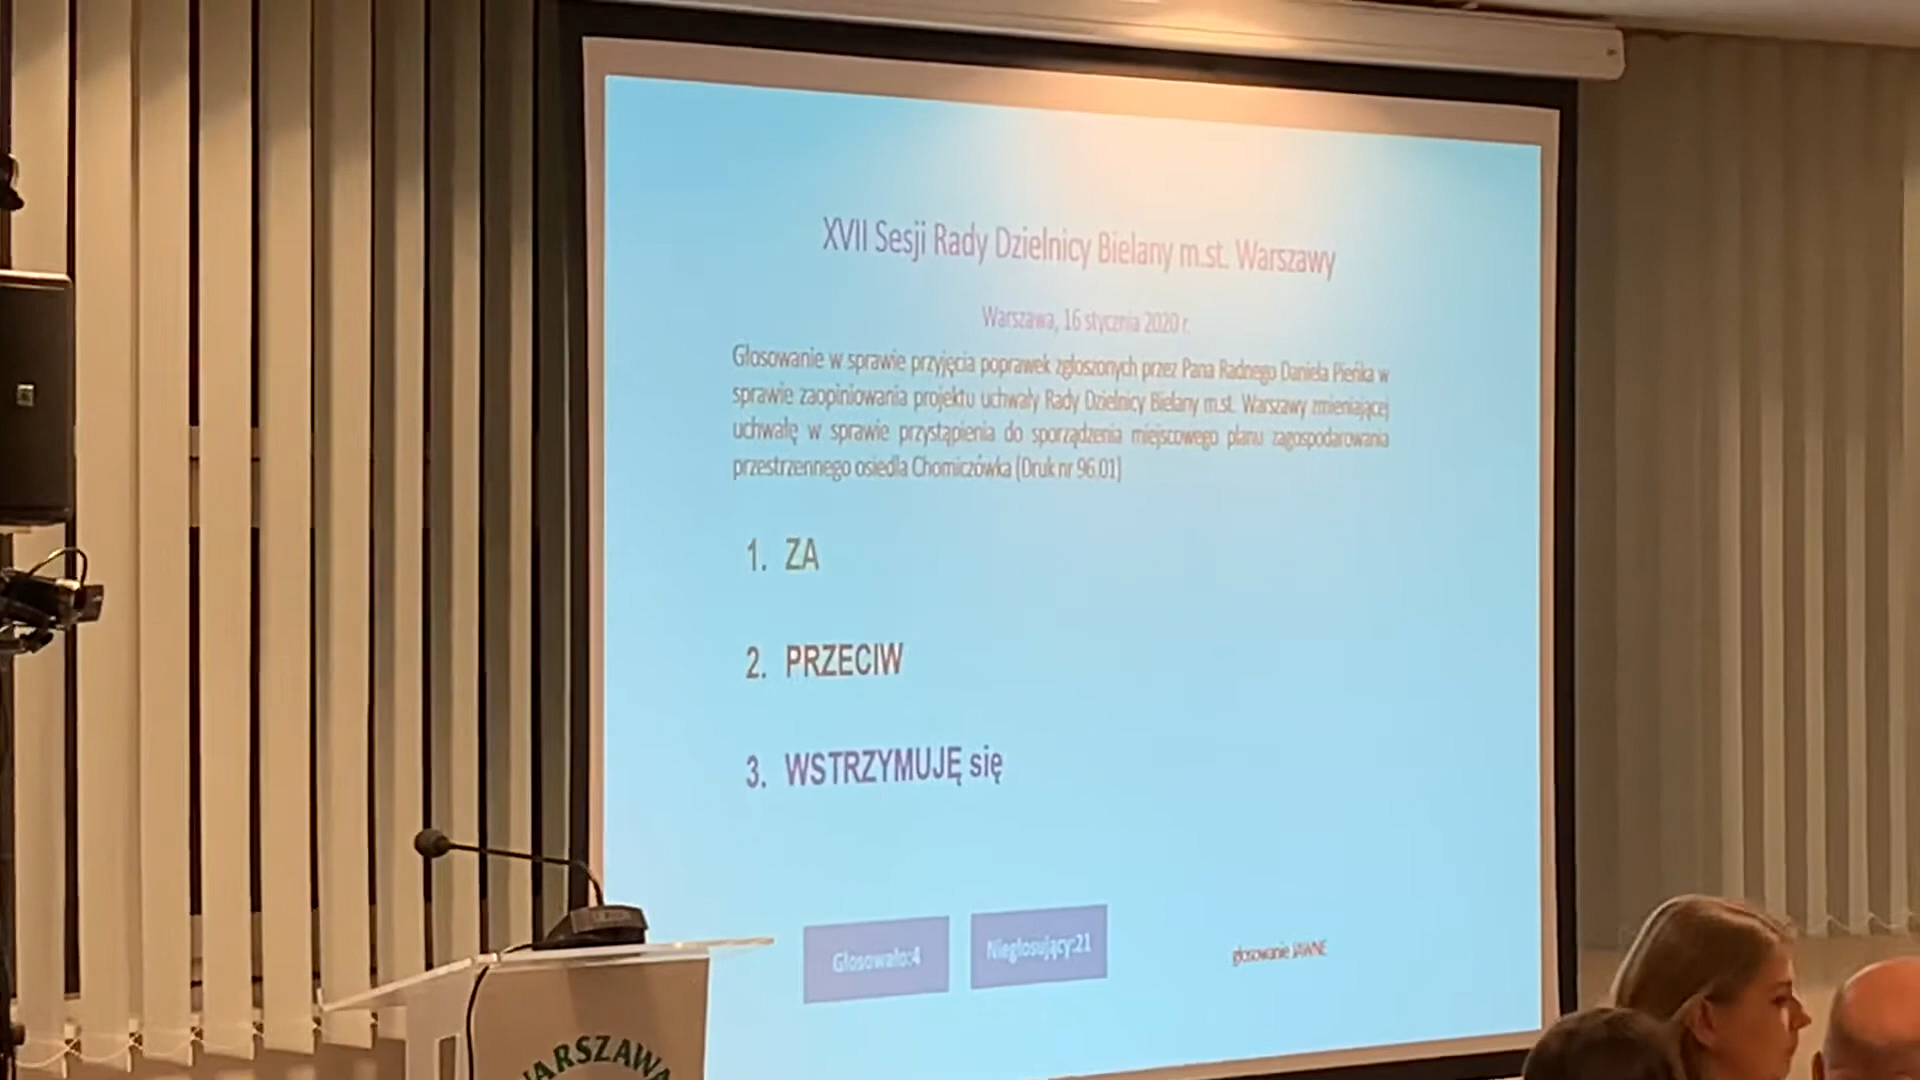 XVII Sesji Rady Dzielnicy Bielany m.st. Warszawy
Warszawa, 16 stycznia 2020 r.
Głosowanie w sprawie przyjęcia poprawek zgłoszonych przez Pana Radnego Daniela Pieńka w
sprawie zaopiniowania projektu uchwały Rady Dzielnicy Bielany m.st. Warszawy zmieniającej
uchwałę w sprawie przystąpienia do sporządzenia miejscowego planu zagospodarowania
przestrzennego osiedla Chomiczówka (Druk nr 96.01)
1. ZA
2. PRZECIW
3. WSTRZYMUJĘ się
Głosowało:4
Niegłosujący:21
głosowanie JAWNE
WARSZAWA